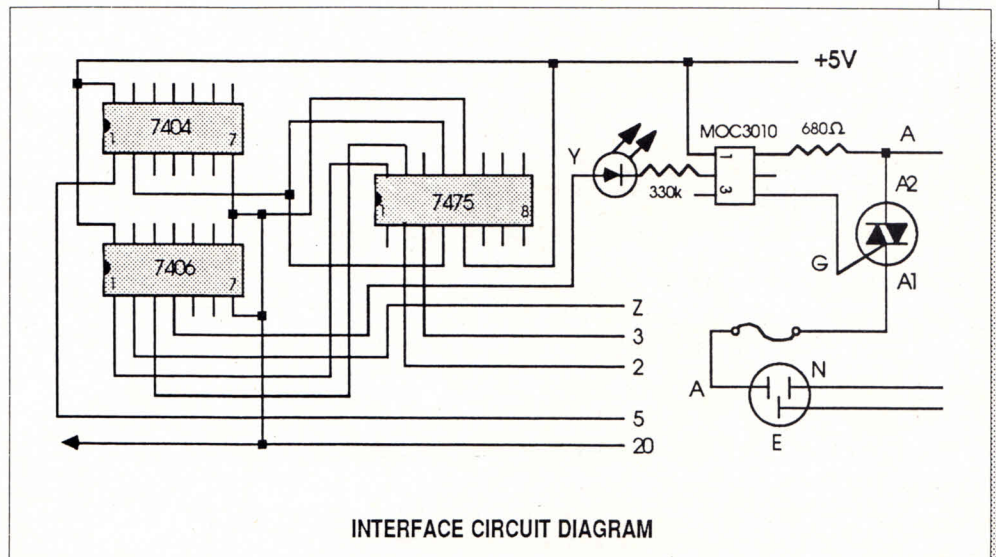 +5V
1 7404 7
MOC3010
680Ω
A
Y
1
3
330k
A2
G
A1
1 7475 8
1 7406 7
Z
3
2
5
20
A
N
E
INTERFACE CIRCUIT DIAGRAM